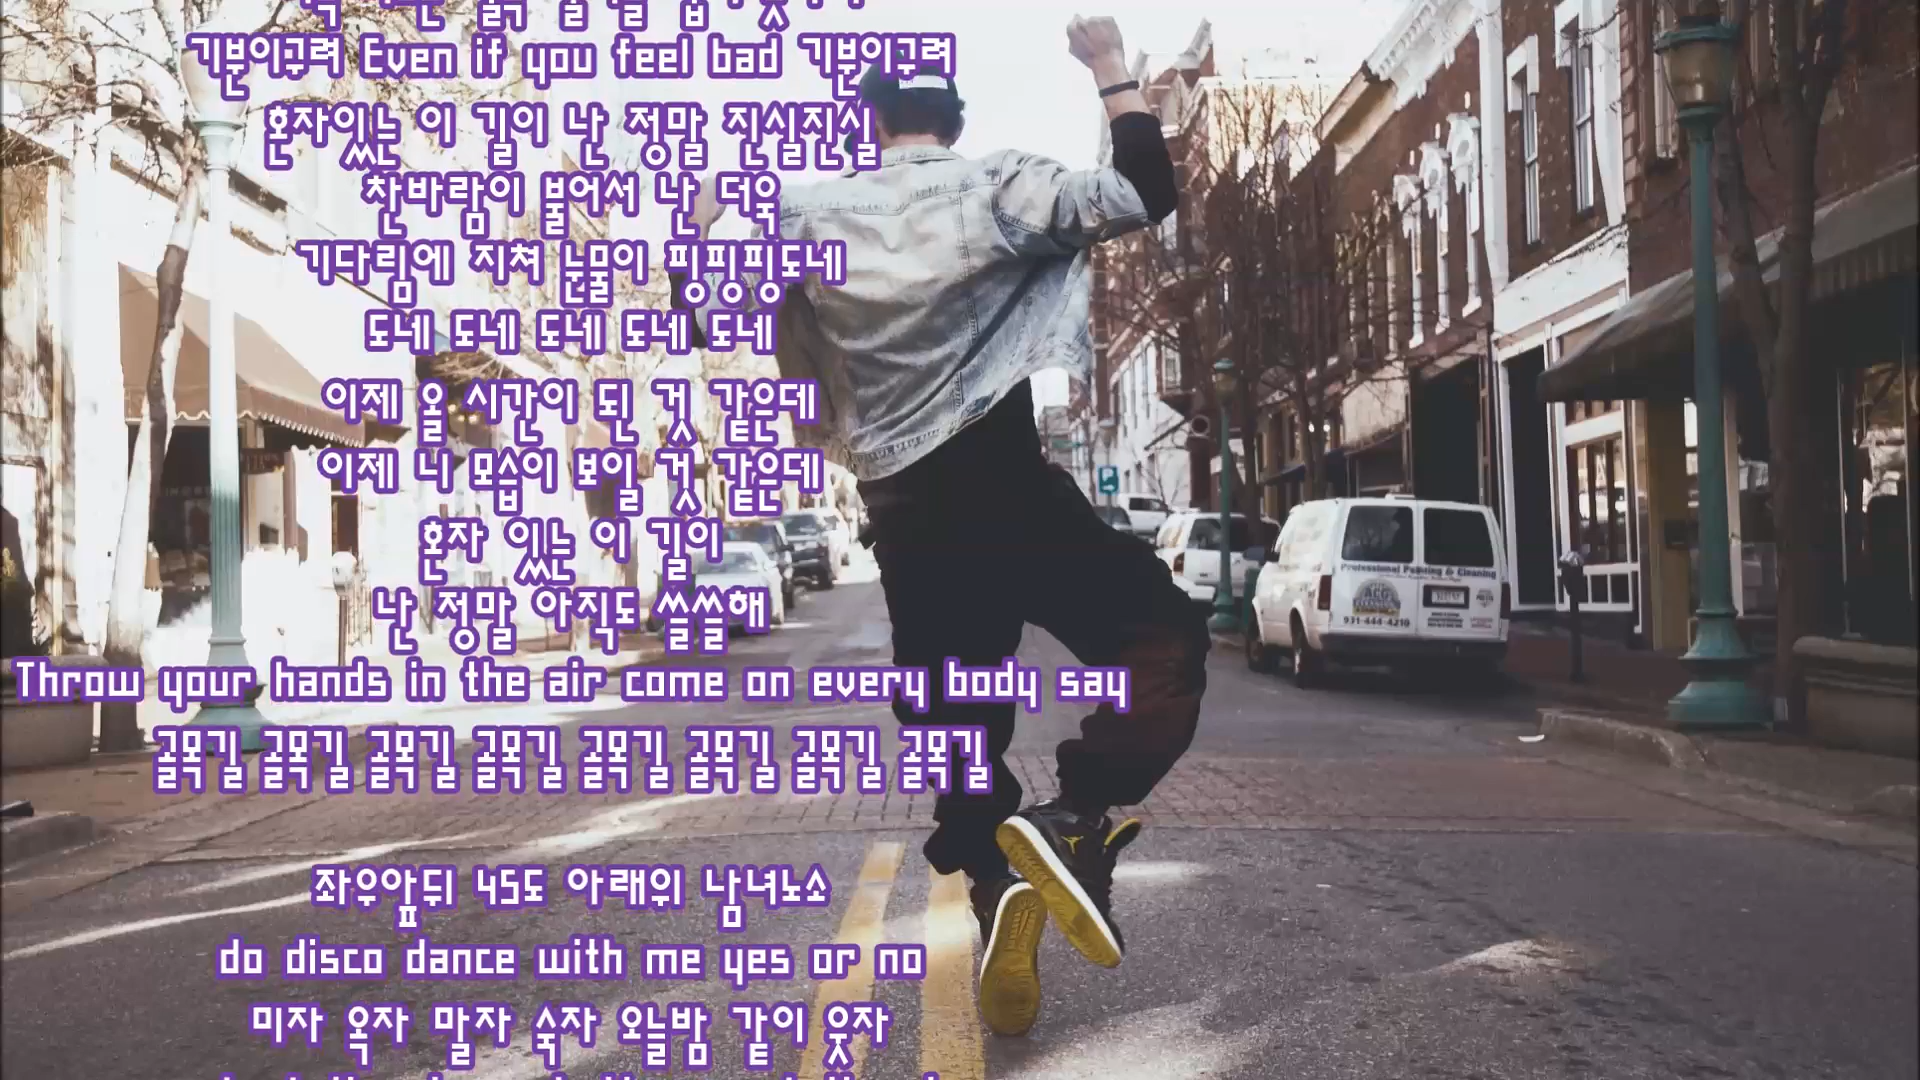 기분이구려 Even if you feel bad 기분이구려
혼자있는 이 길이 난 정말 진실진실
찬바람이 불어서 난 더욱
기다림에 지쳐 눈물이 핑핑핑도네
도네 도네 도네 도네 도네
이제 올 시간이 된 것 같은데
이제 니 모습이 보일 것 같은데
혼자 있는 이 길이
난 정말 아직도 쓸쓸해
Throw your hands in the air come on every body say
골목길 골목길 골목길 골목길 골목길 골목길 골목길 골목길
좌우앞뒤 45도 아래위 남녀노소
do disco dance with me yes or no
미자 옥자 말자 숙자 오늘밤 같이 웃자
Professional Painting & Cleaning
931-444-4210